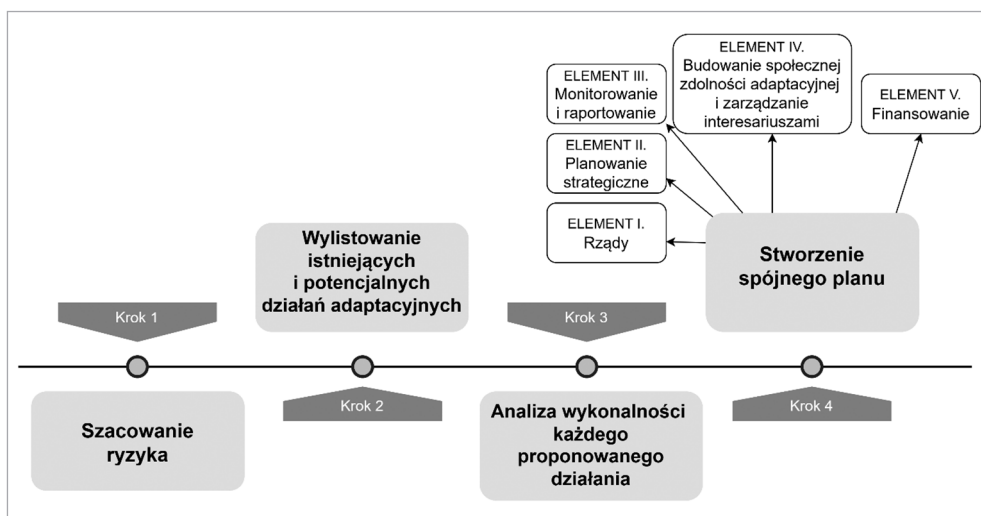 Krok 1
Szacowanie
ryzyka
Wylistowanie
istniejących
i potencjalnych
działań adaptacyjnych
Krok 2
Krok 3
Analiza wykonalności
każdego
proponowanego
działania
Stworzenie
spójnego planu
Krok 4
ELEMENT I.
Rządy
ELEMENT II.
Planowanie
strategiczne
ELEMENT III.
Monitorowanie
i raportowanie
ELEMENT IV.
Budowanie społecznej
zdolności adaptacyjnej
i zarządzanie
interesariuszami
ELEMENT V.
Finansowanie